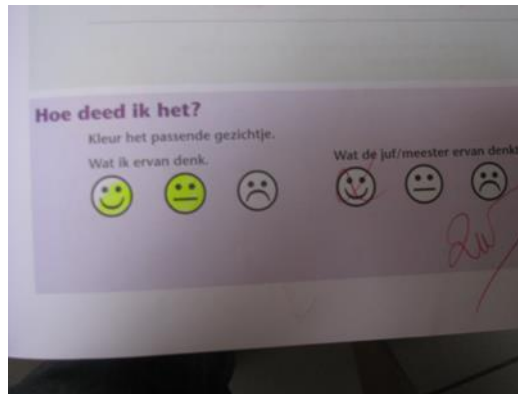 Hoe deed ik het?
Kleur het passende gezichtje.
Wat ik ervan denk.
Wat de juf/meester ervan denkt